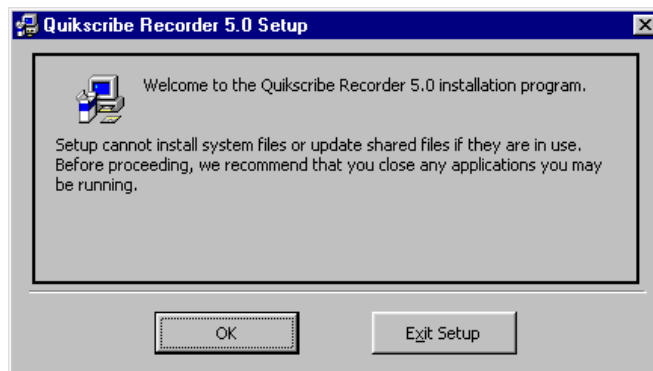 Quikscribe Recorder 5.0 Setup
Welcome to the Quikscribe Recorder 5.0 installation program.
Setup cannot install system files or update shared files if they are in use.
Before proceeding, we recommend that you close any applications you may
be running.
OK
Exit Setup